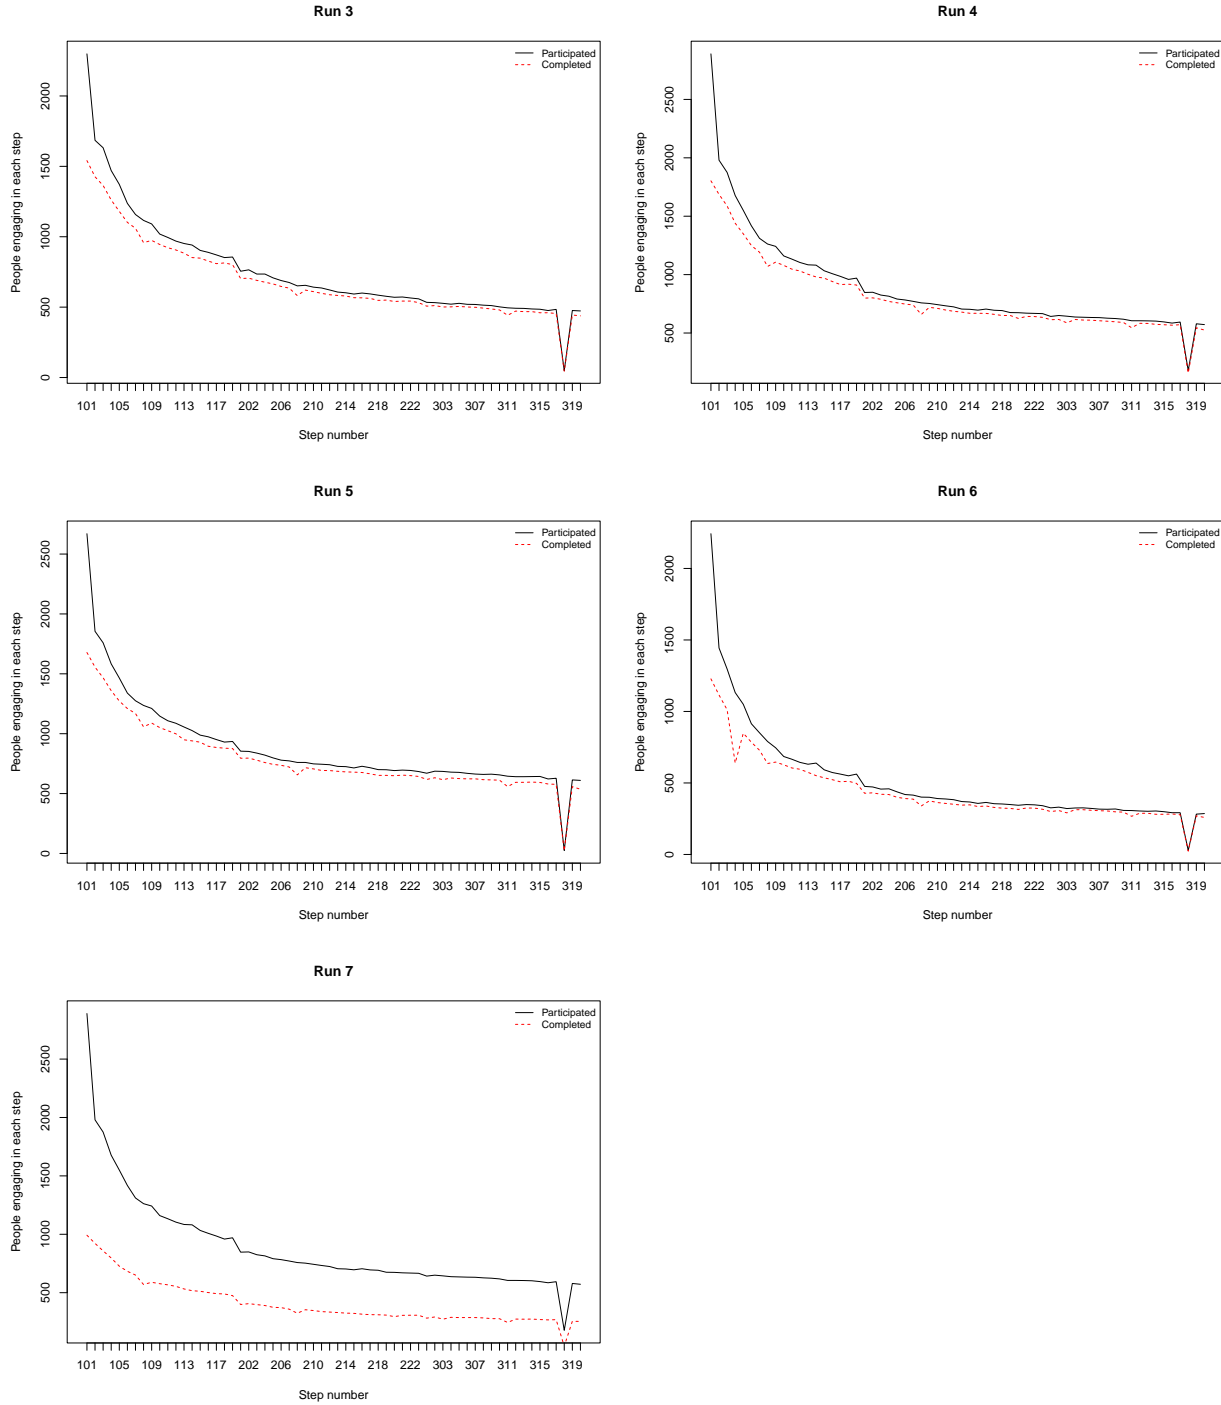 Run 3
Participated
Completed
People engaging in each step
2000
1500
1000
500
0
101 105 109 113 117 202 206 210 214 218 222 303 307 311 315 319
Step number
Run 4
Participated
Completed
People engaging in each step
2500
2000
1500
1000
500
101 105 109 113 117 202 206 210 214 218 222 303 307 311 315 319
Step number
Run 5
Participated
Completed
People engaging in each step
2500
2000
1500
1000
500
0
101 105 109 113 117 202 206 210 214 218 222 303 307 311 315 319
Step number
Run 6
Participated
Completed
People engaging in each step
2000
1500
1000
500
0
101 105 109 113 117 202 206 210 214 218 222 303 307 311 315 319
Step number
Run 7
Participated
Completed
People engaging in each step
2500
2000
1500
1000
500
101 105 109 113 117 202 206 210 214 218 222 303 307 311 315 319
Step number